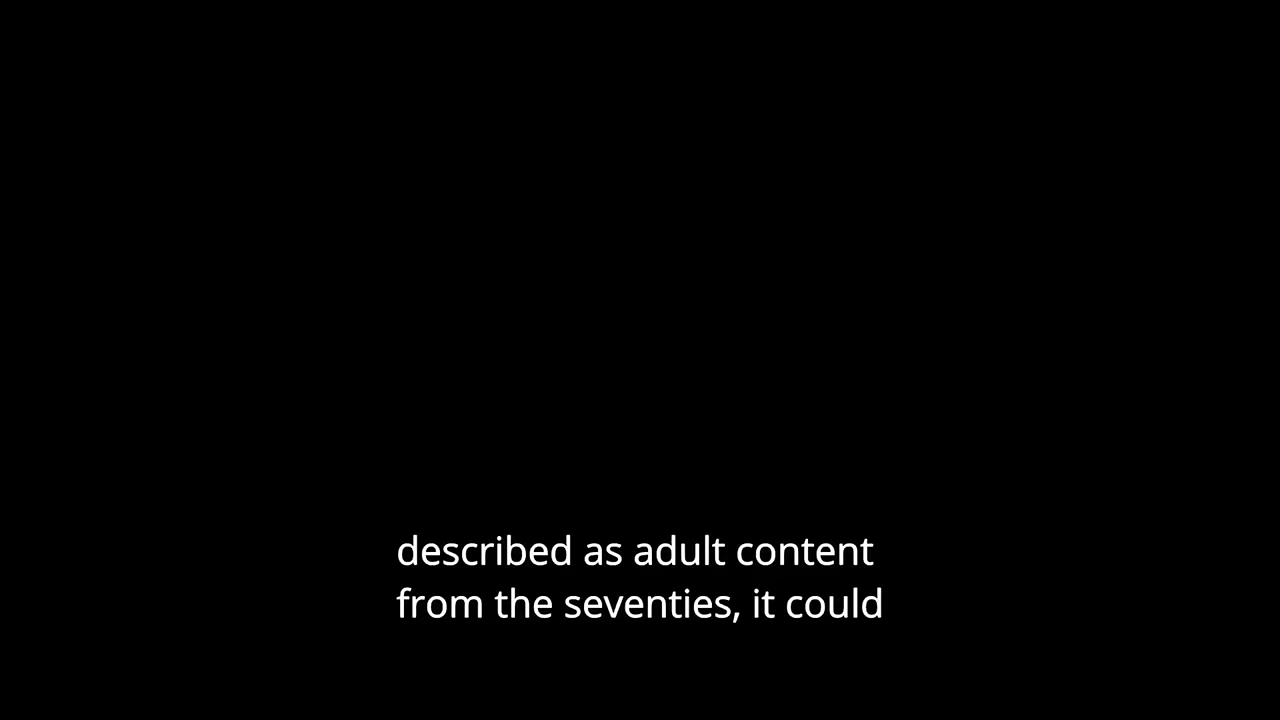 described as adult content
from the seventies, it could